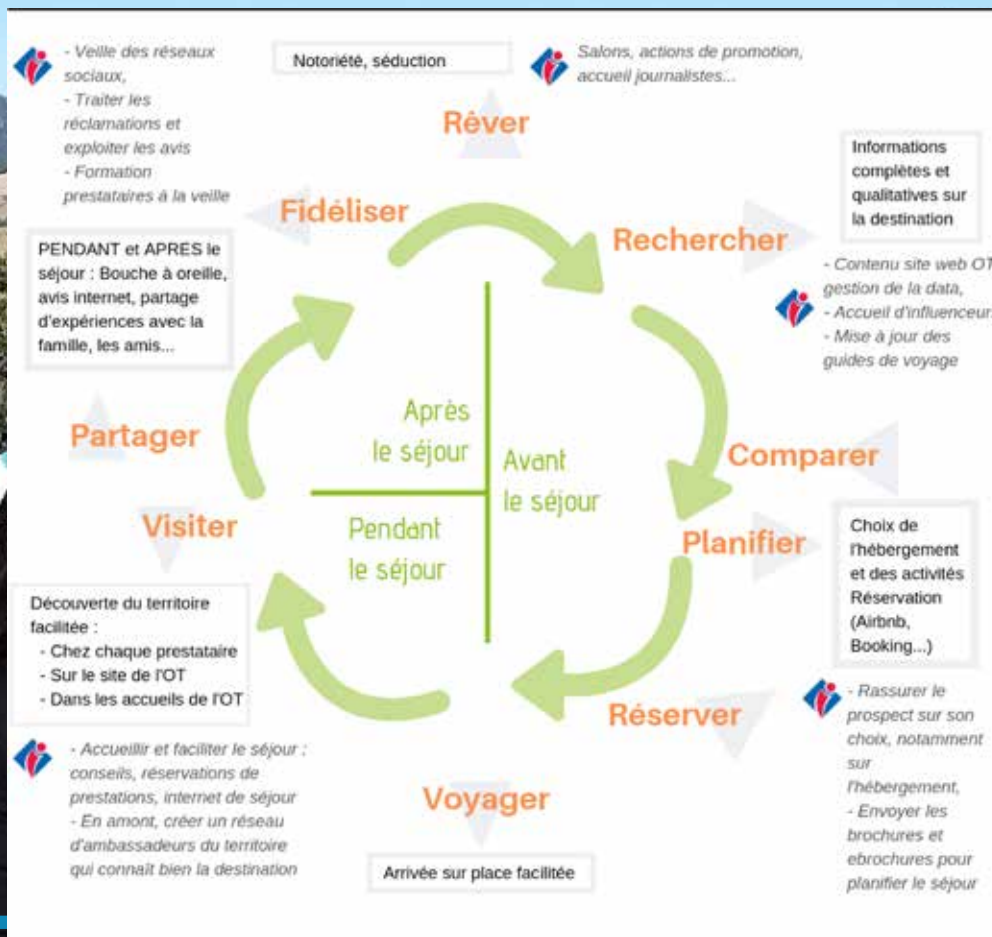 Notoriété, séduction
Salons, actions de promotion,
accueil journalistes...
Rêver
Rechercher
Informations
complètes et
qualitatives sur
la destination
- Contenu site web OT
gestion de la data,
- Accueil d'influenceur
- Mise à jour des
guides de voyage
Comparer
Planifier
Choix de
l'hébergement
et des activités
Réservation
(Airbnb,
Booking...)
Réserver
- Rassurer le
prospect sur son
choix, notamment
sur
l'hébergement,
- Envoyer les
brochures et
ebrochures pour
planifier le séjour
Voyager
Arrivée sur place facilitée
Visiter
Découverte du territoire
facilitée :
- Chez chaque prestataire
- Sur le site de l'OT
- Dans les accueils de l'OT
- Accueillir et faciliter le séjour :
conseils, réservations de
prestations, internet de séjour
- En amont, créer un réseau
d'ambassadeurs du territoire
qui connaît bien la destination
Partager
PENDANT et APRES le
séjour : Bouche à oreille,
avis internet, partage
d'expériences avec la
famille, les amis...
Fidéliser
- Veille des réseaux
sociaux,
- Traiter les
réclamations et
exploiter les avis
- Formation
prestataires à la veille
Après
le séjour
Avant
le séjour
Pendant
le séjour